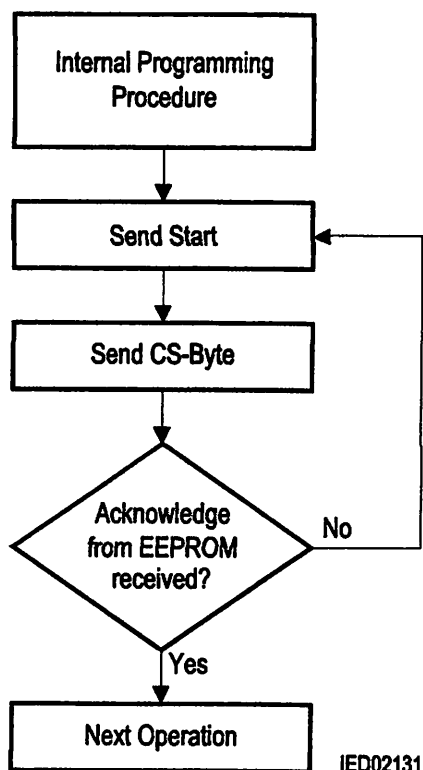 Internal Programming
Procedure
Send Start
Send CS-Byte
Acknowledge
from EEPROM
received?
No
Yes
Next Operation
IED02131